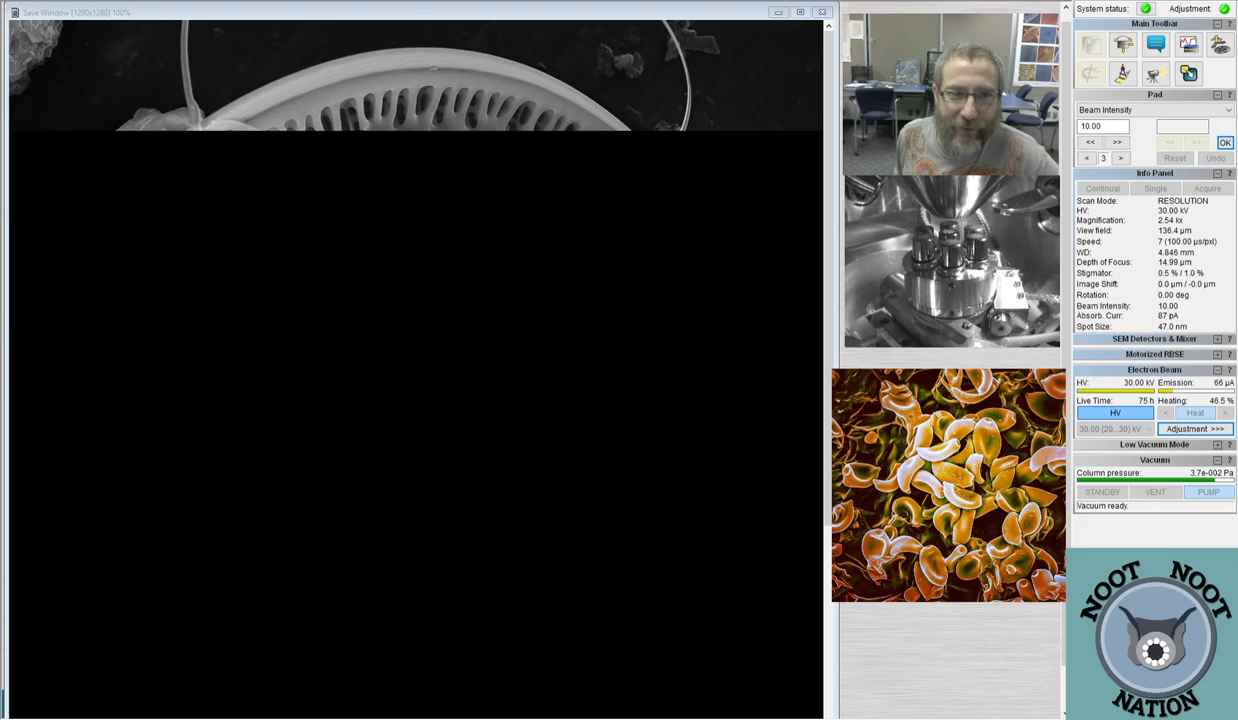 Save Window [1280x1280] 100%
System status:
Adjustment:
Main Toolbar ?
Pad ?
Beam Intensity
10.00
<< >> << >> OK
< 3 > Reset Undo
Info Panel ?
Continual Single Acquire
Scan Mode: RESOLUTION
HV: 30.00 kV
Magnification: 2.54 kx
View field: 136.4 µm
Speed: 7 (100.00 µs/pxl)
WD: 4.846 mm
Depth of Focus: 14.99 µm
Stigmator: 0.5 % / 1.0 %
Image Shift: 0.0 µm / -0.0 µm
Rotation: 0.00 deg
Beam Intensity: 10.00
Absorb. Curr: 87 pA
Spot Size: 47.0 nm
SEM Detectors & Mixer ?
Motorized RBSE ?
Electron Beam ?
HV: 30.00 kV Emission: 66 µA
Live Time: 75 h Heating: 46.5 %
HV < Heat >
30.00 (20...30) kV Adjustment >>>
Low Vacuum Mode ?
Vacuum ?
Column pressure: 3.7e-002 Pa
STANDBY VENT PUMP
Vacuum ready.
NOOT NOOT
NATION